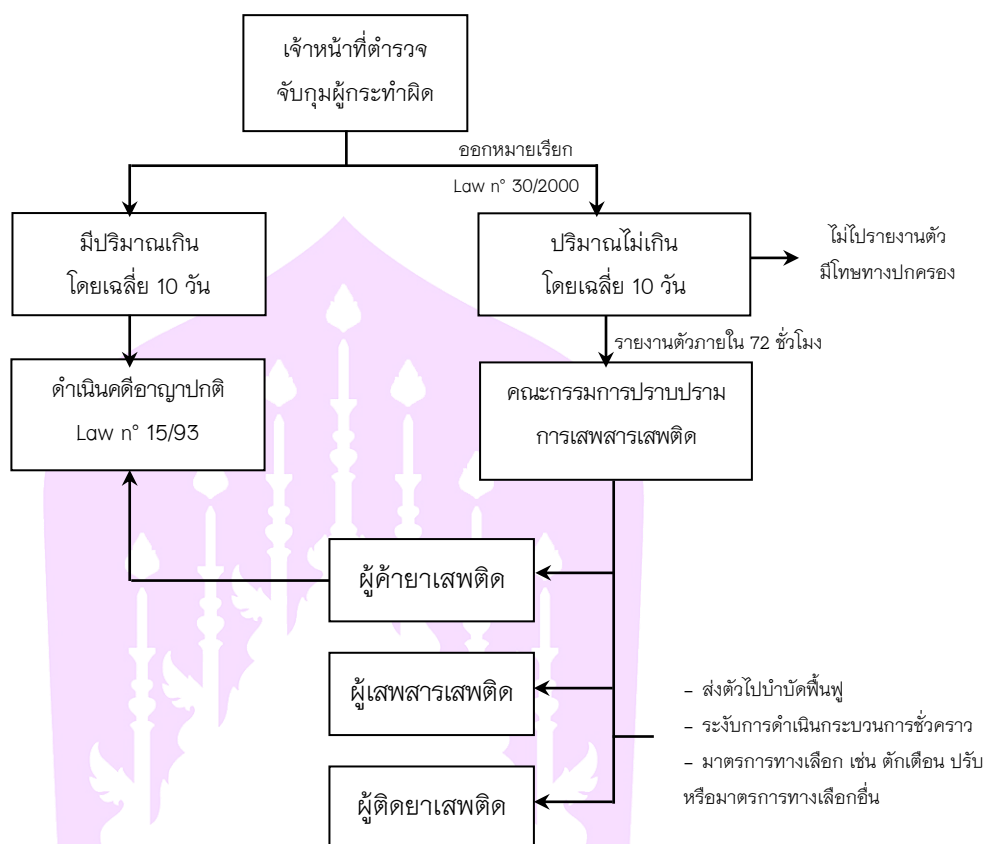 เจ้าหน้าที่ตำรวจ
จับกุมผู้กระทำผิด
ออกหมายเรียก
Law n° 30/2000
มีปริมาณเกิน
โดยเฉลี่ย 10 วัน
ปริมาณไม่เกิน
โดยเฉลี่ย 10 วัน
ไม่ไปรายงานตัว
มีโทษทางปกครอง
รายงานตัวภายใน 72 ชั่วโมง
ดำเนินคดีอาญาปกติ
Law n° 15/93
คณะกรรมการปราบปราม
การเสพสารเสพติด
ผู้ค้ายาเสพติด
ผู้เสพสารเสพติด
ผู้ติดยาเสพติด
- ส่งตัวไปบำบัดฟื้นฟู
- ระงับการดำเนินกระบวนการชั่วคราว
- มาตรการทางเลือก เช่น ตักเตือน ปรับ
หรือมาตรการทางเลือกอื่น